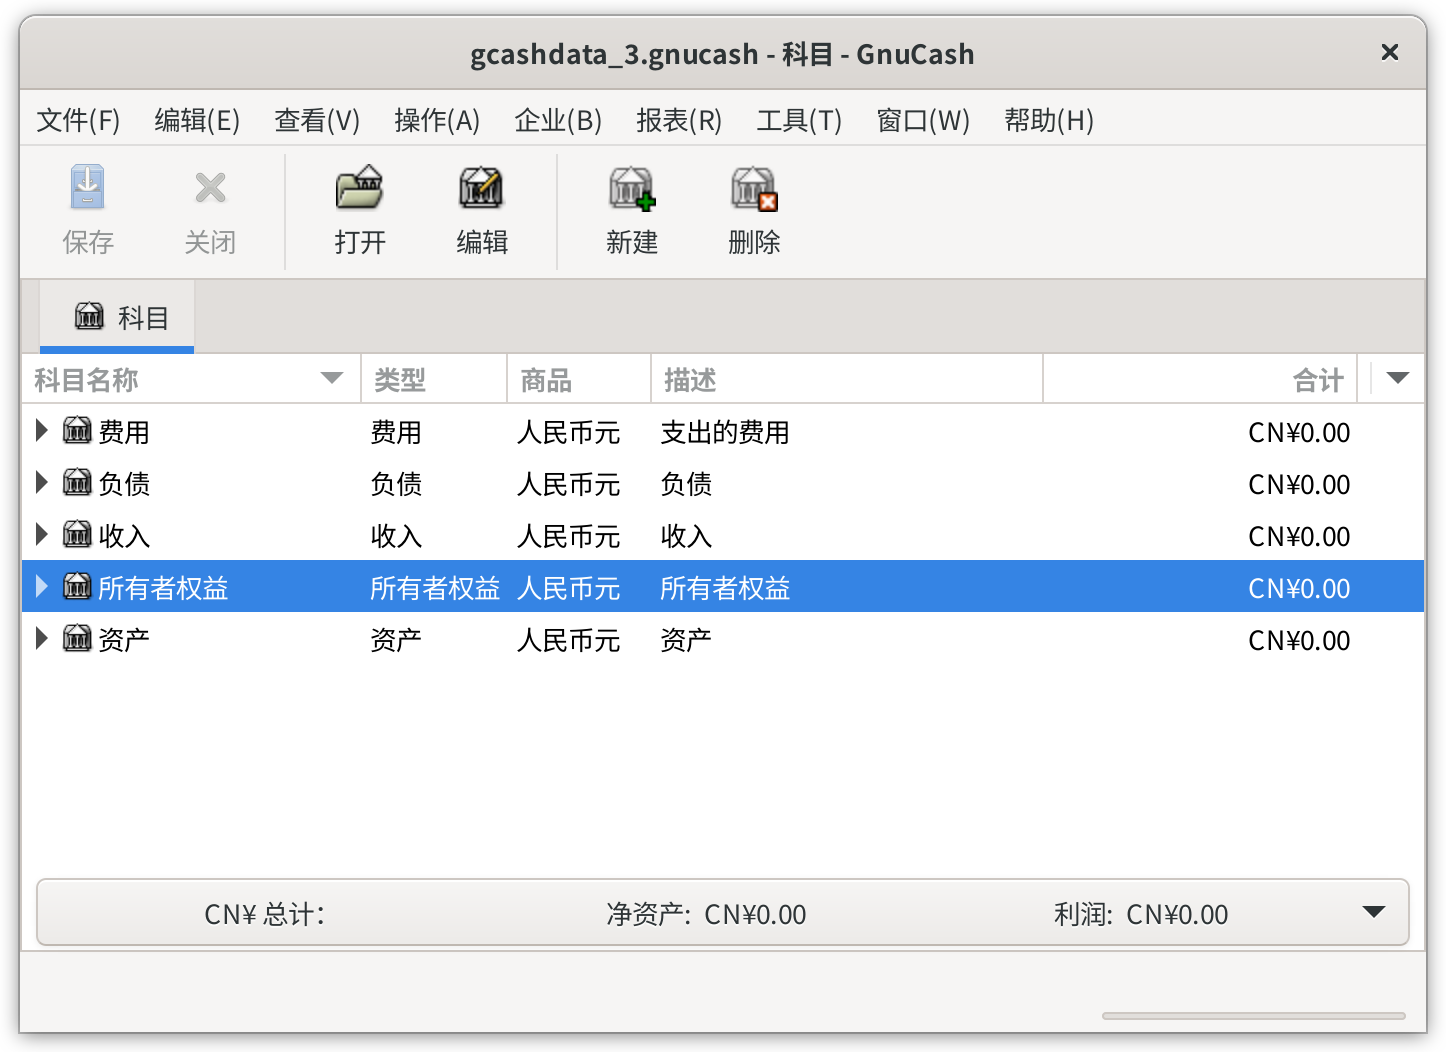 gcashdata_3.gnucash - 科目 - GnuCash
文件(F) 编辑(E) 查看(V) 操作(A) 企业(B) 报表(R) 工具(T) 窗口(W) 帮助(H)
保存 关闭 打开 编辑 新建 删除
科目
科目名称 类型 商品 描述 合计
费用 费用 人民币元 支出的费用 CN¥0.00
负债 负债 人民币元 负债 CN¥0.00
收入 收入 人民币元 收入 CN¥0.00
所有者权益 所有者权益 人民币元 所有者权益 CN¥0.00
资产 资产 人民币元 资产 CN¥0.00
CN¥ 总计： 净资产: CN¥0.00 利润: CN¥0.00